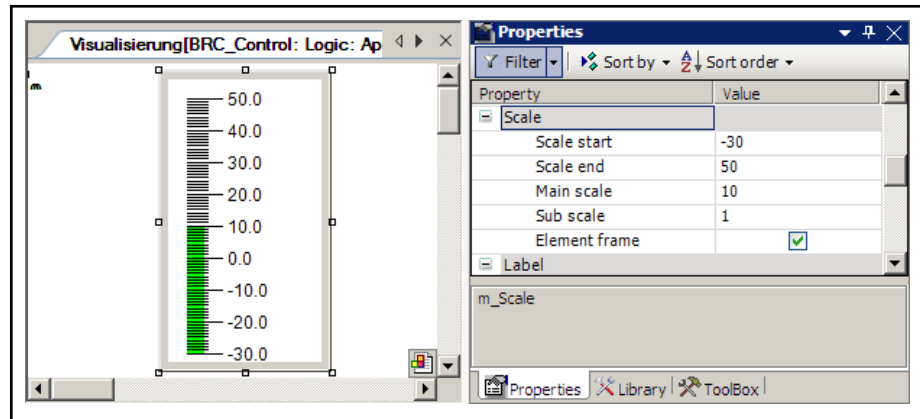 Visualisierung[BRC_Control: Logic: Ap
50.0
40.0
30.0
20.0
10.0
0.0
-10.0
-20.0
-30.0
Properties
Filter Sort by Sort order
Property Value
Scale
Scale start -30
Scale end 50
Main scale 10
Sub scale 1
Element frame
Label
m_Scale
Properties Library ToolBox